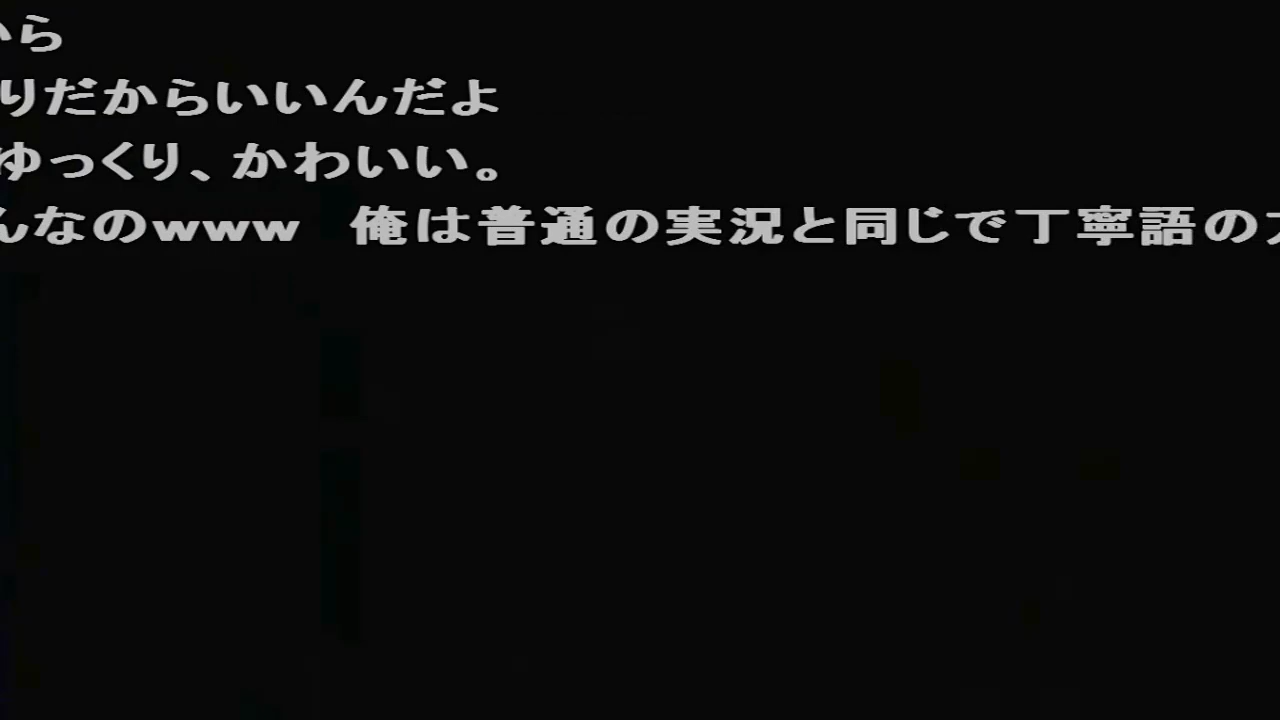 から
りだからいいんだよ
ゆっくり、かわいい。
んなのwww　俺は普通の実況と同じで丁寧語の